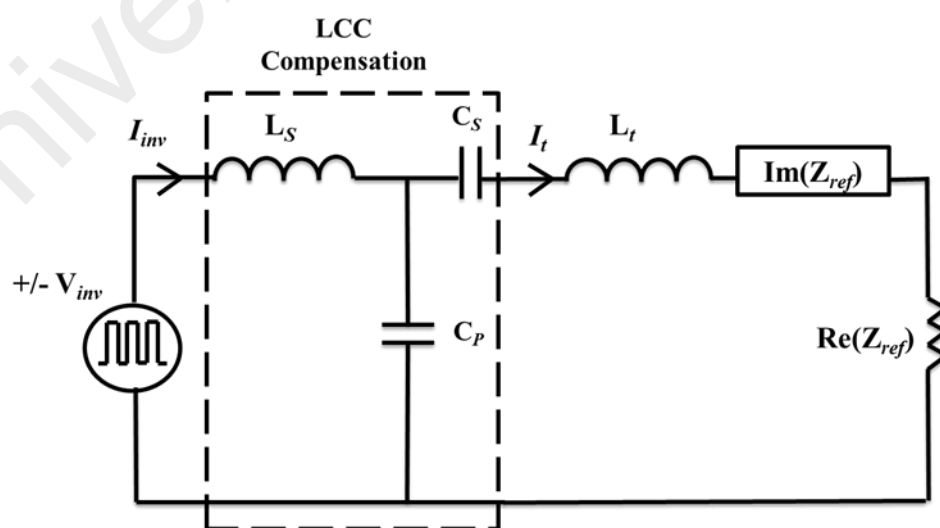 LCC
Compensation
I_inv
L_S
C_S
I_t
L_t
Im(Z_ref)
+/- V_inv
C_P
Re(Z_ref)